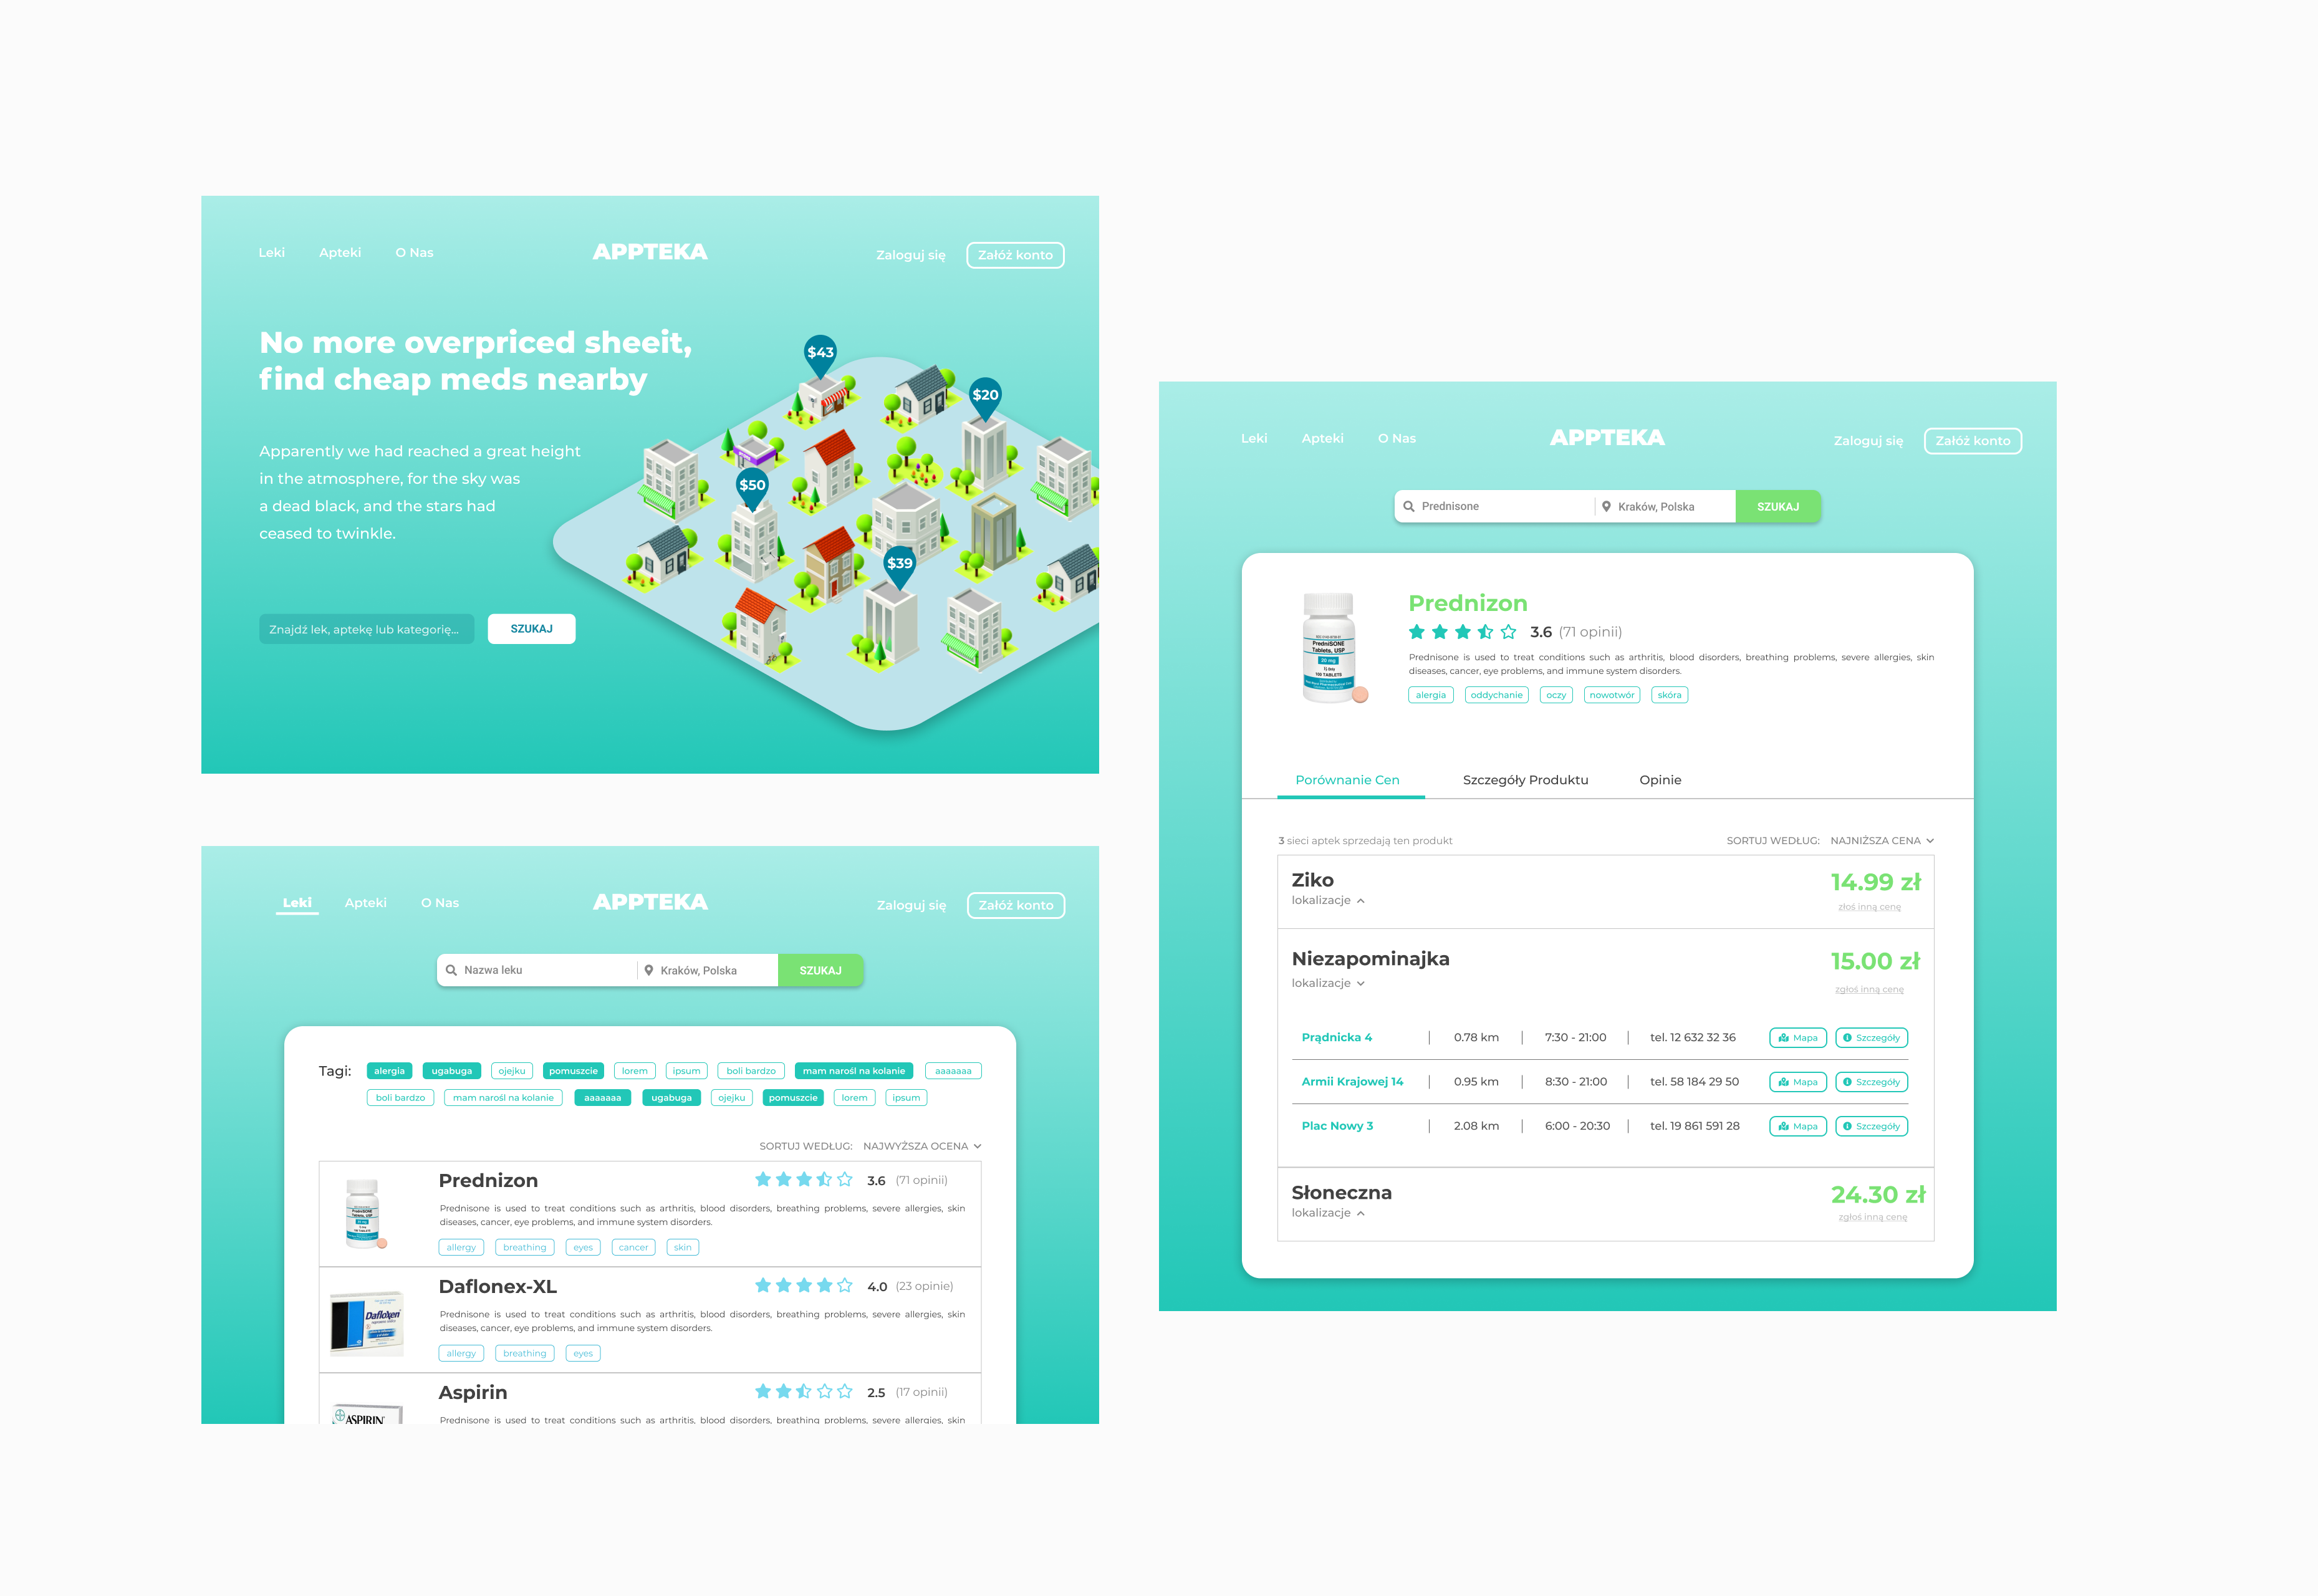 Leki Apteki O Nas APPTEKA Zaloguj się Załóż konto
No more overpriced sheeit,
find cheap meds nearby
Apparently we had reached a great height
in the atmosphere, for the sky was
a dead black, and the stars had
ceased to twinkle.
Znajdź lek, aptekę lub kategorię... SZUKAJ
$43
$20
$50
$39
Leki Apteki O Nas APPTEKA Zaloguj się Załóż konto
Nazwa leku Kraków, Polska SZUKAJ
Tagi: alergia ugabuga ojejku pomuszcie lorem ipsum boli bardzo mam narośl na kolanie aaaaaaa
boli bardzo mam narośl na kolanie aaaaaaa ugabuga ojejku pomuszcie lorem ipsum
SORTUJ WEDŁUG: NAJWYŻSZA OCENA
Prednizon 3.6 (71 opinii)
Prednisone is used to treat conditions such as arthritis, blood disorders, breathing problems, severe allergies, skin
diseases, cancer, eye problems, and immune system disorders.
allergy breathing eyes cancer skin
PredniSONE
Tablets, USP
Daflonex-XL 4.0 (23 opinie)
Prednisone is used to treat conditions such as arthritis, blood disorders, breathing problems, severe allergies, skin
diseases, cancer, eye problems, and immune system disorders.
allergy breathing eyes
Dafloxen
Aspirin 2.5 (17 opinii)
Prednisone is used to treat conditions such as arthritis, blood disorders, breathing problems, severe allergies, skin
ASPIRIN
Leki Apteki O Nas APPTEKA Zaloguj się Załóż konto
Prednisone Kraków, Polska SZUKAJ
PredniSONE
Tablets, USP
20 mg
100 TABLETS
Prednizon
3.6 (71 opinii)
Prednisone is used to treat conditions such as arthritis, blood disorders, breathing problems, severe allergies, skin
diseases, cancer, eye problems, and immune system disorders.
alergia oddychanie oczy nowotwór skóra
Porównanie Cen Szczegóły Produktu Opinie
3 sieci aptek sprzedają ten produkt SORTUJ WEDŁUG: NAJNIŻSZA CENA
Ziko 14.99 zł
lokalizacje złoś inną cenę
Niezapominajka 15.00 zł
lokalizacje zgłoś inną cenę
Prądnicka 4 | 0.78 km | 7:30 - 21:00 | tel. 12 632 32 36 Mapa Szczegóły
Armii Krajowej 14 | 0.95 km | 8:30 - 21:00 | tel. 58 184 29 50 Mapa Szczegóły
Plac Nowy 3 | 2.08 km | 6:00 - 20:30 | tel. 19 861 591 28 Mapa Szczegóły
Słoneczna 24.30 zł
lokalizacje zgłoś inną cenę